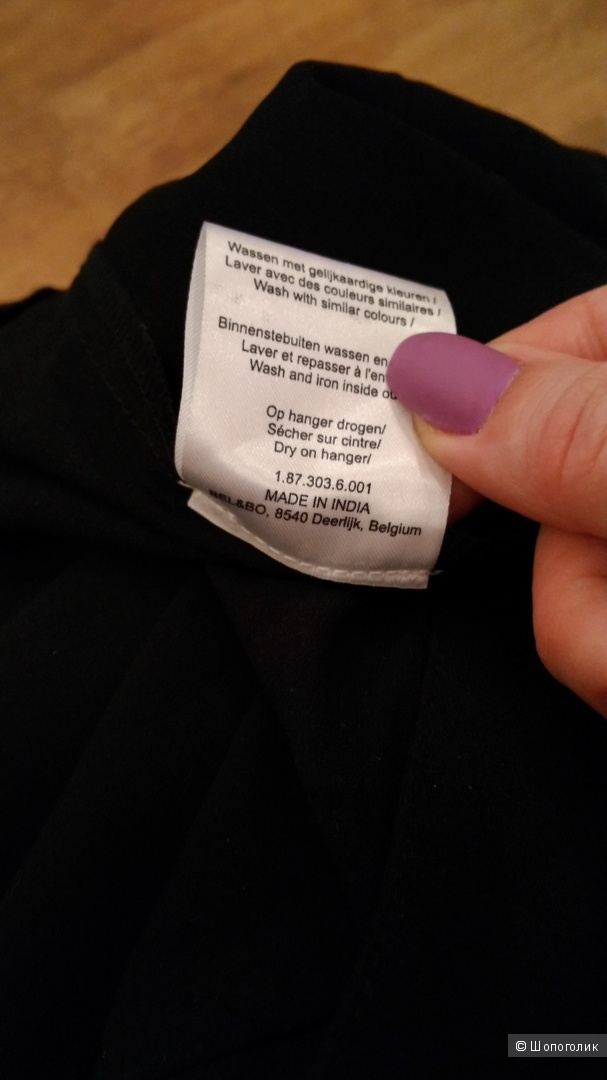 Wassen met gelijkaardige kleuren /
Laver avec des couleurs similaires /
Wash with similar colours /
Binnenstebuiten wassen en
Laver et repasser à l'en
Wash and iron inside ou
Op hanger drogen/
Sécher sur cintre/
Dry on hanger/
1.87.303.6.001
MADE IN INDIA
BEL&BO, 8540 Deerlijk, Belgium
© Шопоголик